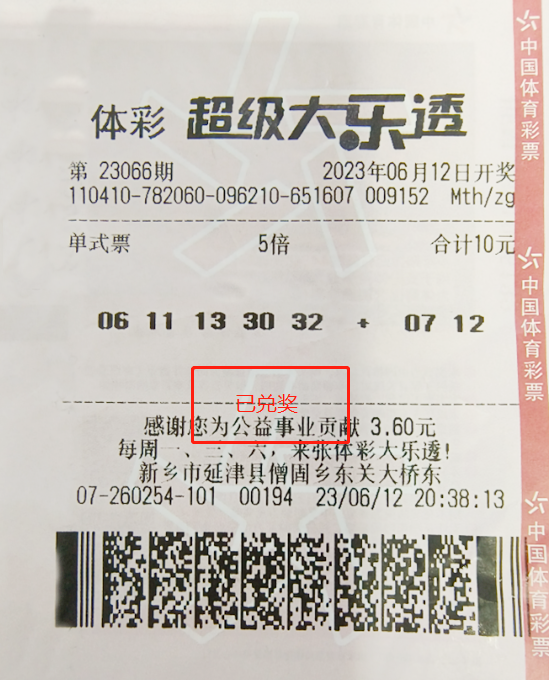 体彩 超级大乐透
第 23066期 2023年06月12日开奖
110410-782060-096210-651607 009152 Mth/zg
单式票 5倍 合计10元
06 11 13 30 32 + 07 12
已兑奖
感谢您为公益事业贡献 3.60元
每周一、三、六，来张体彩大乐透!
新乡市延津县僧固乡东关大桥东
07-260254-101 00194 23/06/12 20:38:13
中国体育彩票
中国体育彩票
中国体育彩票